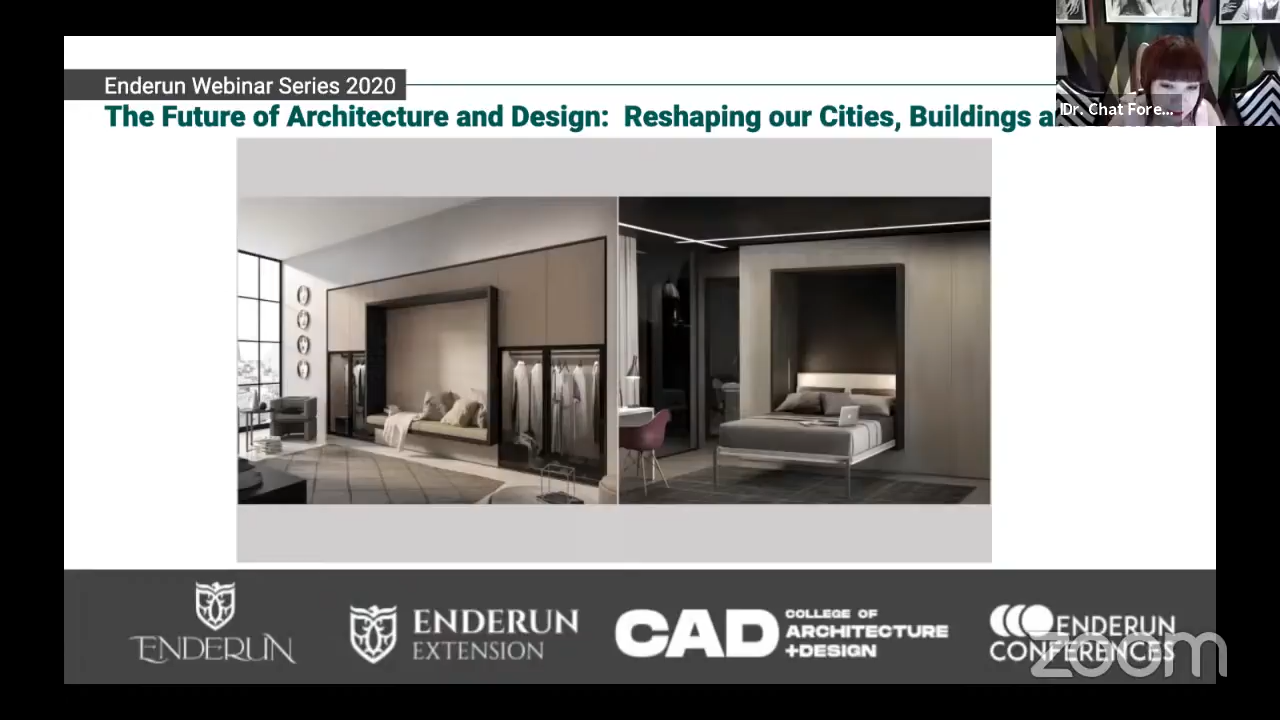 Enderun Webinar Series 2020
The Future of Architecture and Design: Reshaping our Cities, Buildings a
Dr. Chat Fore...
ENDERUN
ENDERUN
EXTENSION
CAD
COLLEGE OF
ARCHITECTURE
+DESIGN
ENDERUN
CONFERENCES
zoom